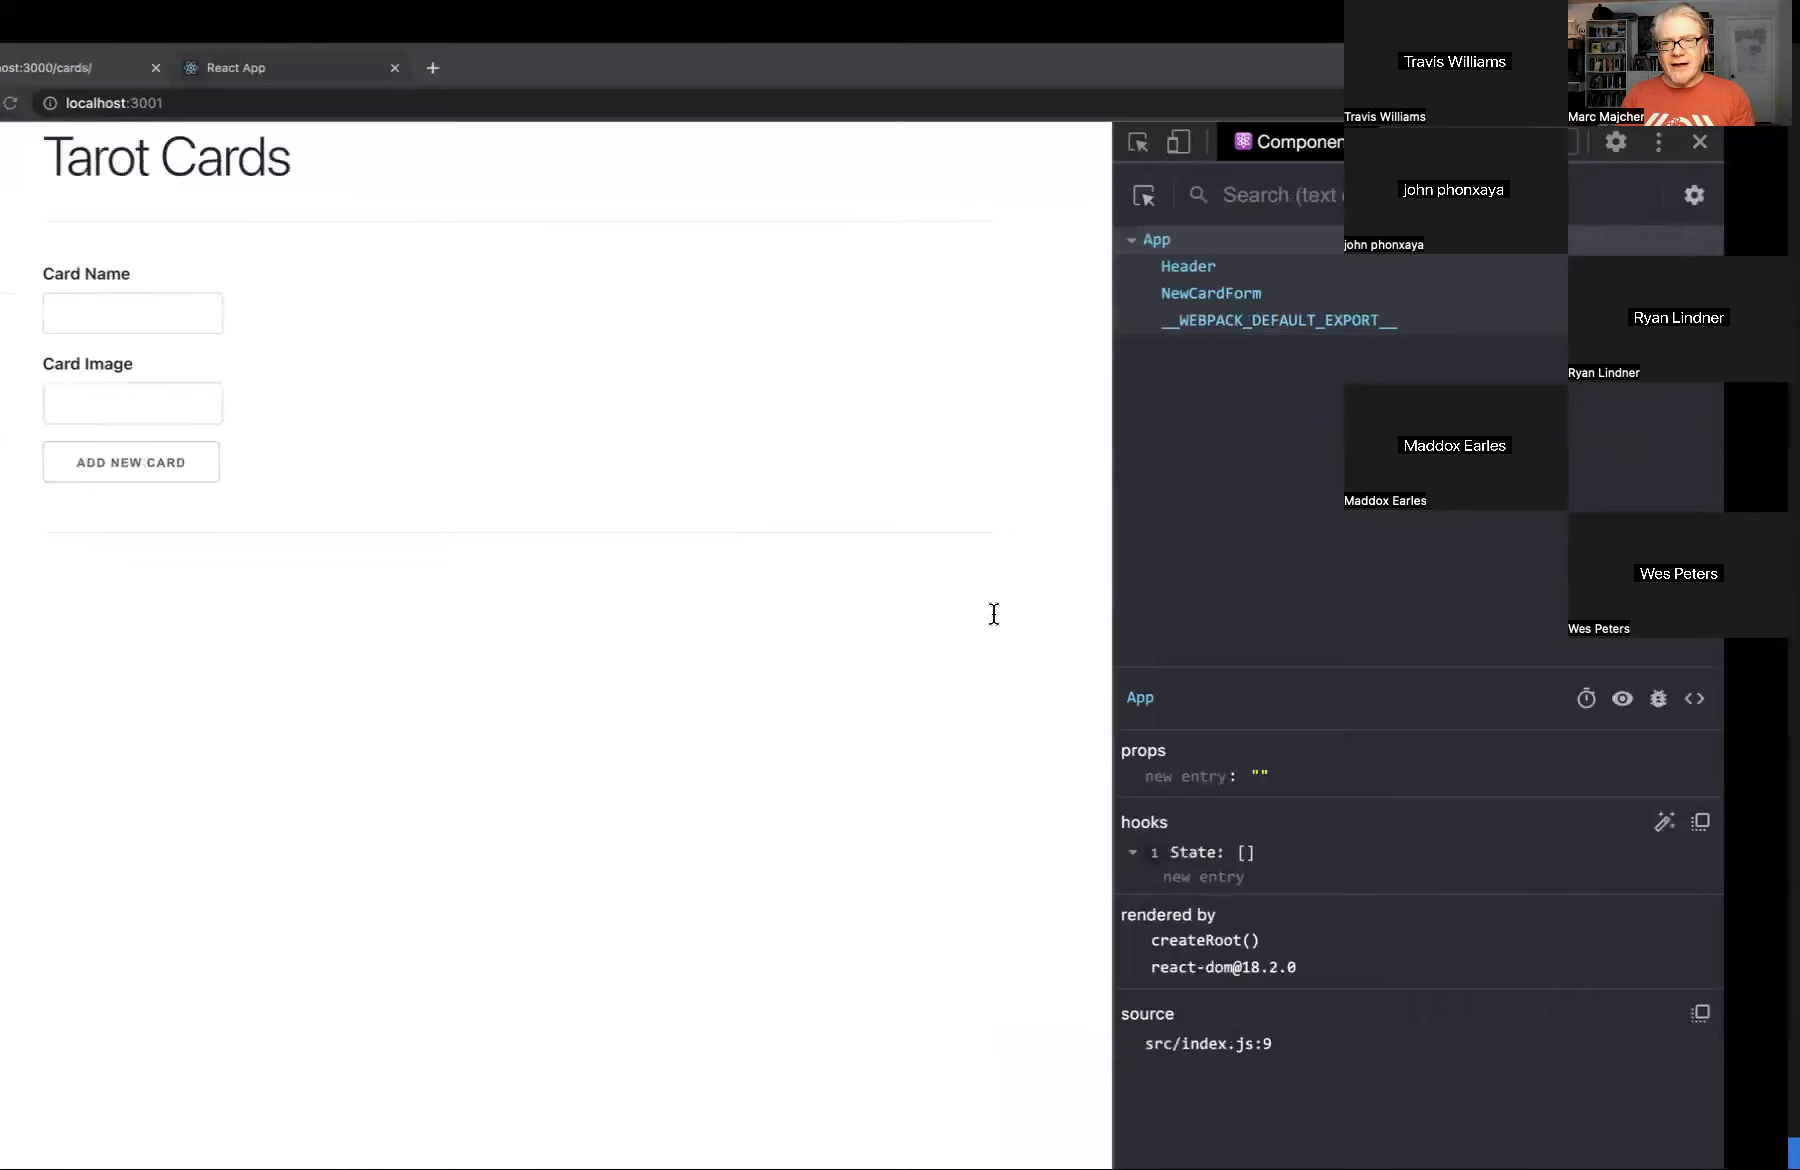 ost:3000/cards/
React App
localhost:3001
Tarot Cards
Card Name
Card Image
ADD NEW CARD
Componen
Search (text
App
Header
NewCardForm
__WEBPACK_DEFAULT_EXPORT__
App
props
new entry: ""
hooks
1 State: []
new entry
rendered by
createRoot()
react-dom@18.2.0
source
src/index.js:9
Travis Williams
Travis Williams
Marc Majcher
john phonxaya
john phonxaya
Ryan Lindner
Ryan Lindner
Maddox Earles
Maddox Earles
Wes Peters
Wes Peters